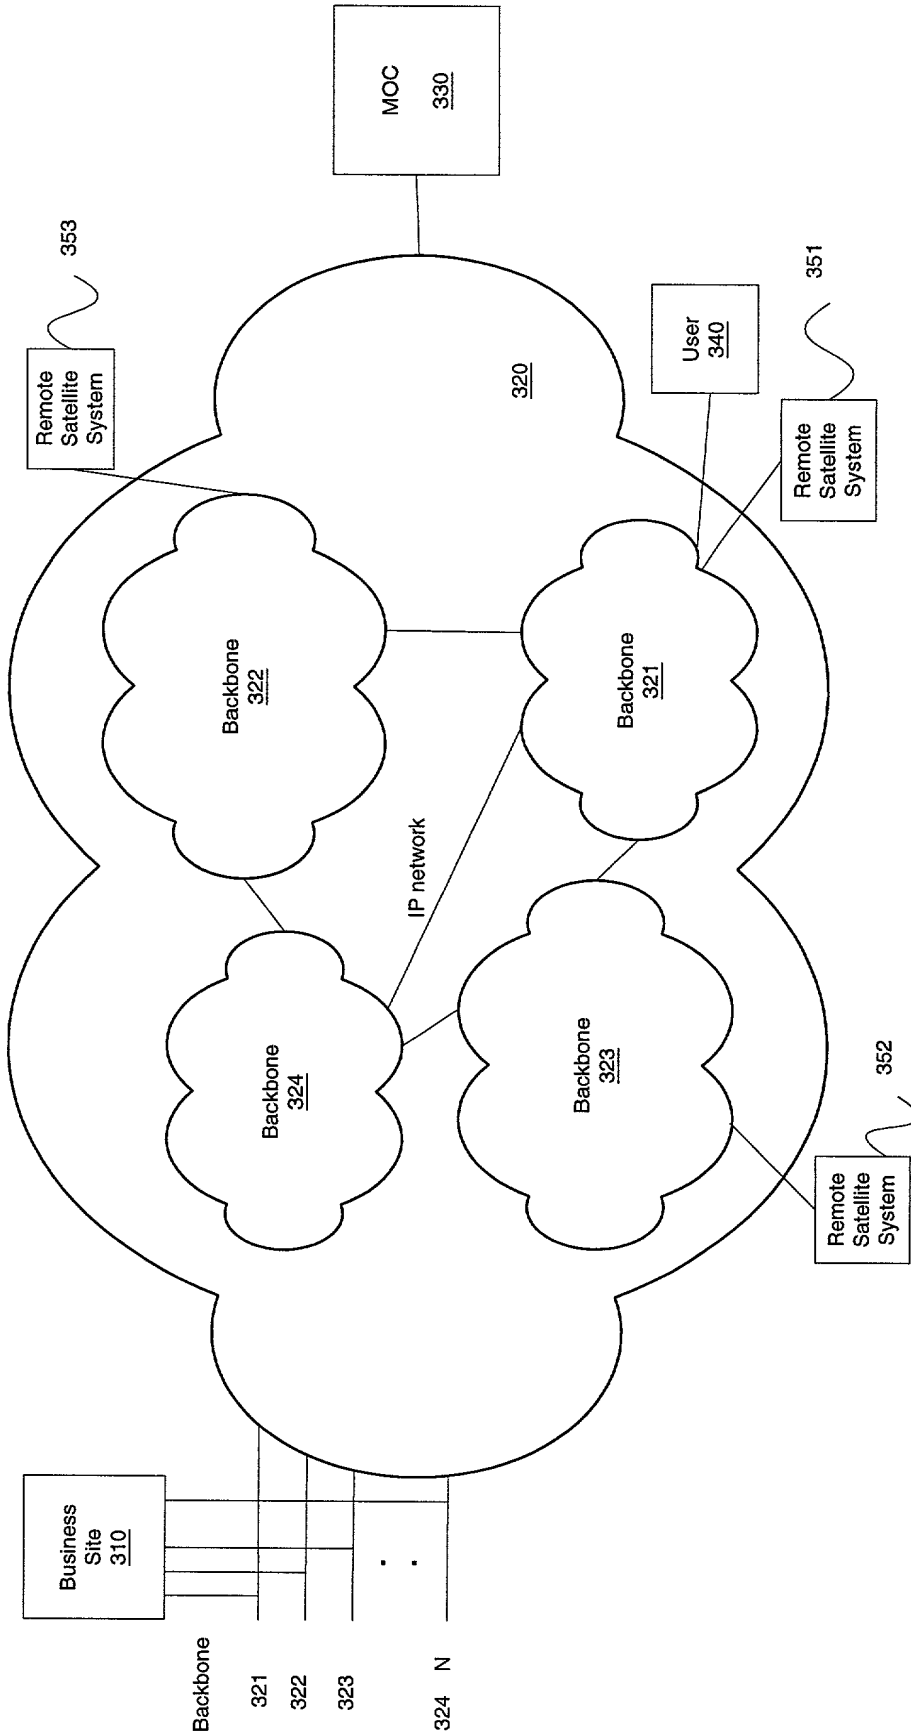 Business
Site
310
Backbone
321
322
323
324 N
Remote
Satellite
System
353
Backbone
322
Backbone
324
IP network
MOC
330
320
Backbone
323
Backbone
321
User
340
Remote
Satellite
System
351
Remote
Satellite
System
352